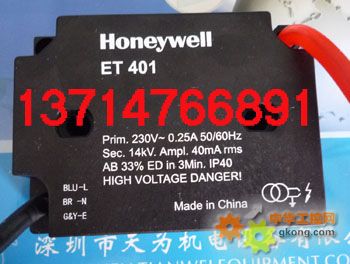 Honeywell
ET 401
13714766891
Prim. 230V~ 0.25A 50/60Hz
Sec. 14kV. Ampl. 40mA rms
AB 33% ED in 3Min. IP40
HIGH VOLTAGE DANGER!
BLU-L
BR -N
G&Y-E
Made in China
中华工控网
gkong.com
深圳市天为机电